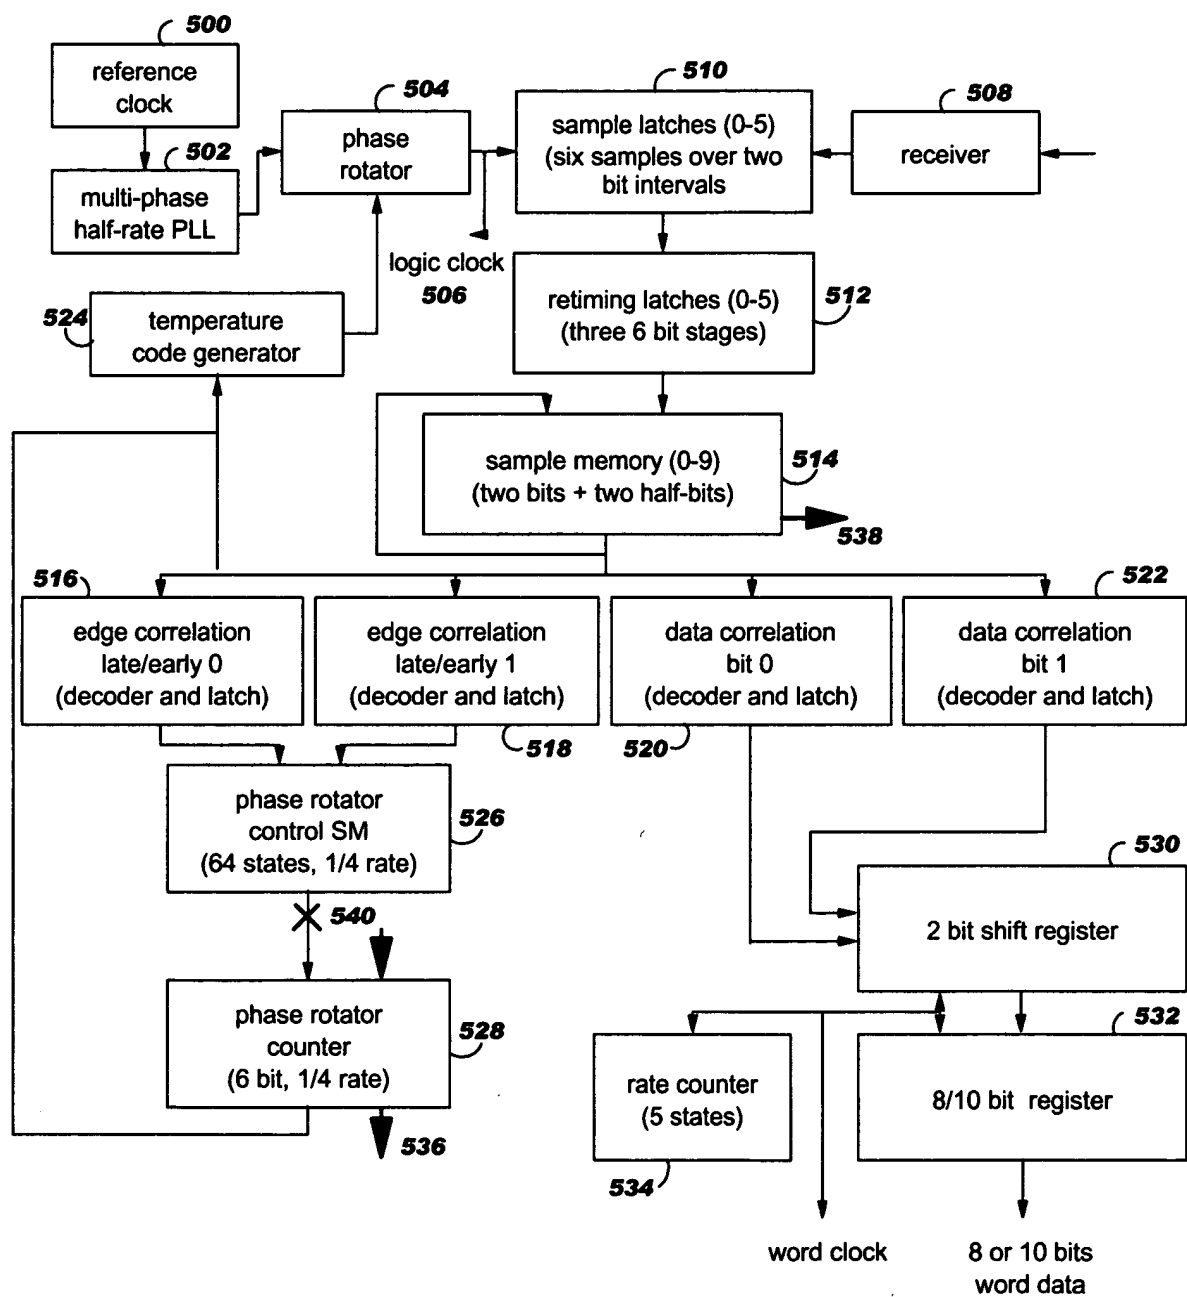 500
reference
clock
502
multi-phase
half-rate PLL
504
phase
rotator
logic clock
506
510
sample latches (0-5)
(six samples over two
bit intervals
508
receiver
retiming latches (0-5)
(three 6 bit stages)
512
524
temperature
code generator
sample memory (0-9)
(two bits + two half-bits)
514
538
516
edge correlation
late/early 0
(decoder and latch)
edge correlation
late/early 1
(decoder and latch)
518
data correlation
bit 0
(decoder and latch)
520
522
data correlation
bit 1
(decoder and latch)
phase rotator
control SM
(64 states, 1/4 rate)
526
540
phase rotator
counter
(6 bit, 1/4 rate)
528
536
530
2 bit shift register
532
8/10 bit register
rate counter
(5 states)
534
word clock
8 or 10 bits
word data